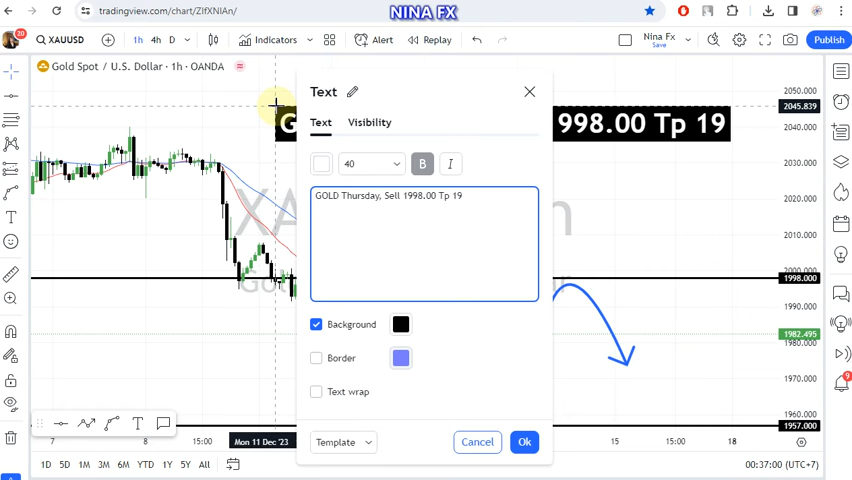 NINA FX
tradingview.com/chart/ZIfXNIAn/
20
XAUUSD
1h 4h D
Indicators
Alert
Replay
Nina Fx
Save
Publish
Gold Spot / U.S. Dollar · 1h · OANDA
G
998.00 Tp 19
Text
Text
Visibility
40
B
I
GOLD Thursday, Sell 1998.00 Tp 19
Background
Border
Text wrap
Template
Cancel
Ok
2050.000
2045.839
2040.000
2030.000
2020.000
2010.000
2000.000
1998.000
1990.000
1982.495
1980.000
1970.000
1960.000
1957.000
7
8
15:00
Mon 11 Dec '23
15
15:00
18
1D 5D 1M 3M 6M YTD 1Y 5Y All
00:37:00 (UTC+7)
9